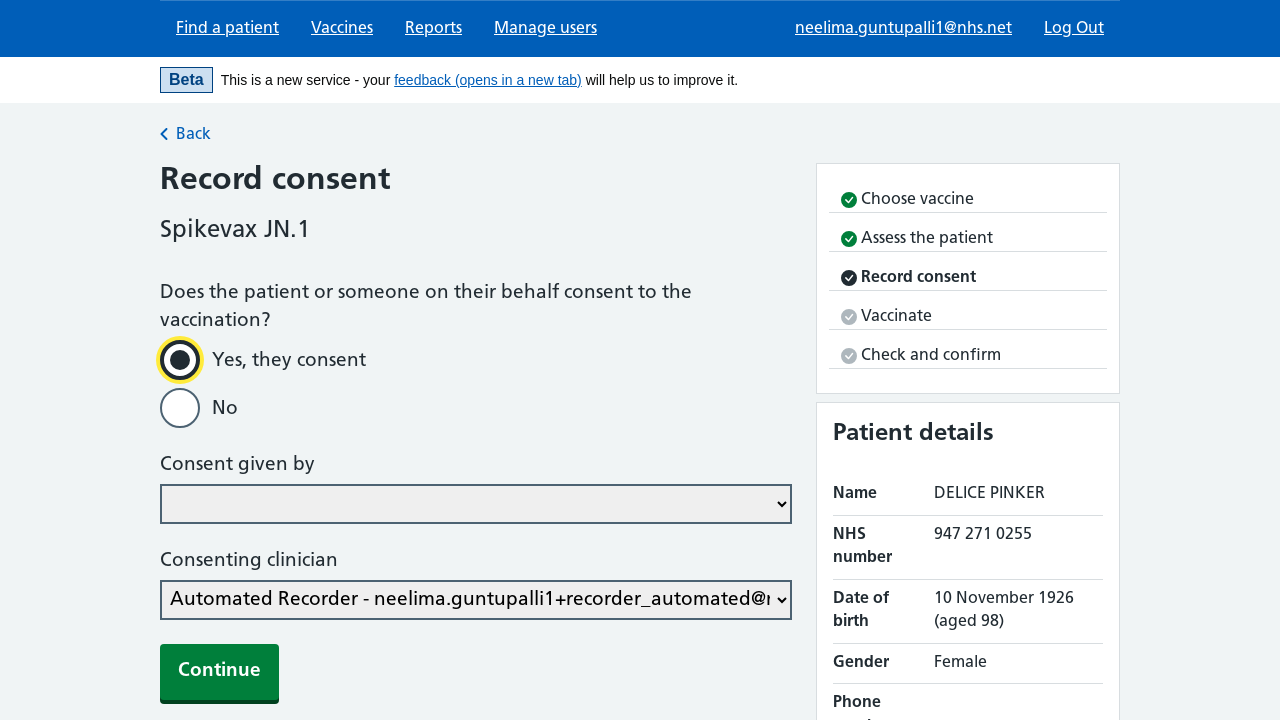 Find a patient Vaccines Reports Manage users neelima.guntupalli1@nhs.net Log Out
Beta This is a new service - your feedback (opens in a new tab) will help us to improve it.
Back
Record consent
Spikevax JN.1
Does the patient or someone on their behalf consent to the
vaccination?
Yes, they consent
No
Consent given by
Consenting clinician
Automated Recorder - neelima.guntupalli1+recorder_automated@
Continue
Choose vaccine
Assess the patient
Record consent
Vaccinate
Check and confirm
Patient details
Name DELICE PINKER
NHS number 947 271 0255
Date of birth 10 November 1926 (aged 98)
Gender Female
Phone